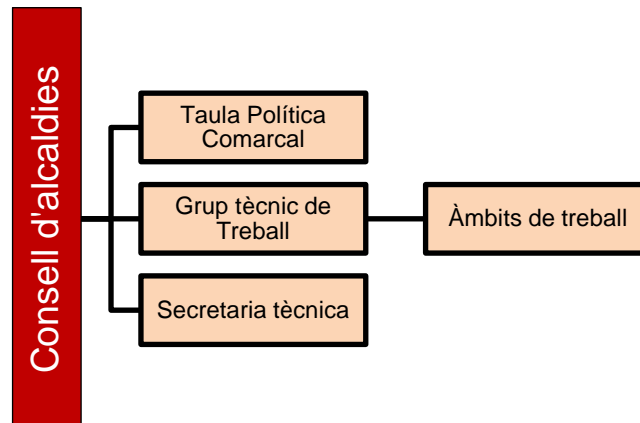 Consell d'alcaldies
Taula Política
Comarcal
Grup tècnic de
Treball
Àmbits de treball
Secretaria tècnica